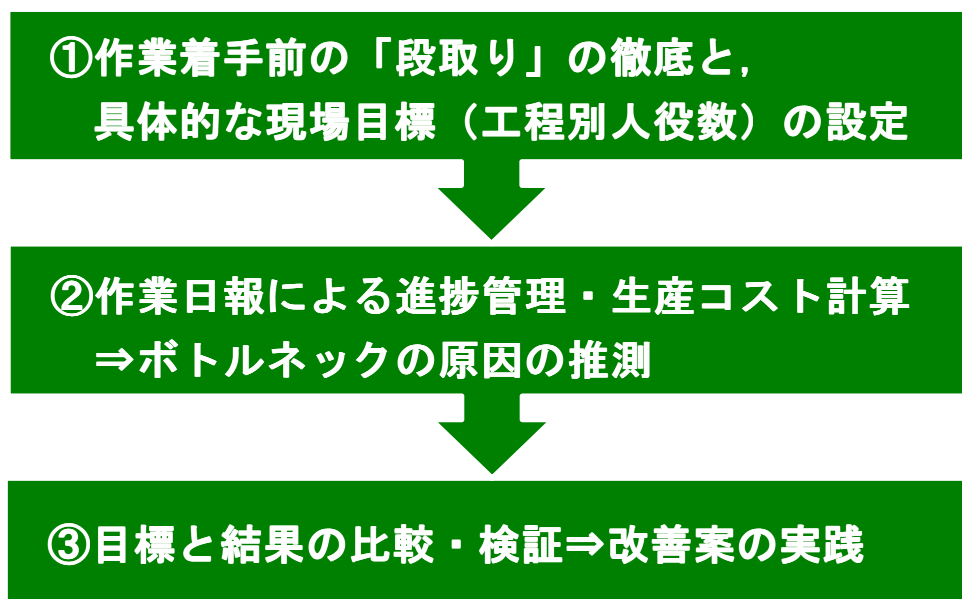 ①作業着手前の「段取り」の徹底と，
具体的な現場目標（工程別人役数）の設定
②作業日報による進捗管理・生産コスト計算
⇒ボトルネックの原因の推測
③目標と結果の比較・検証⇒改善案の実践